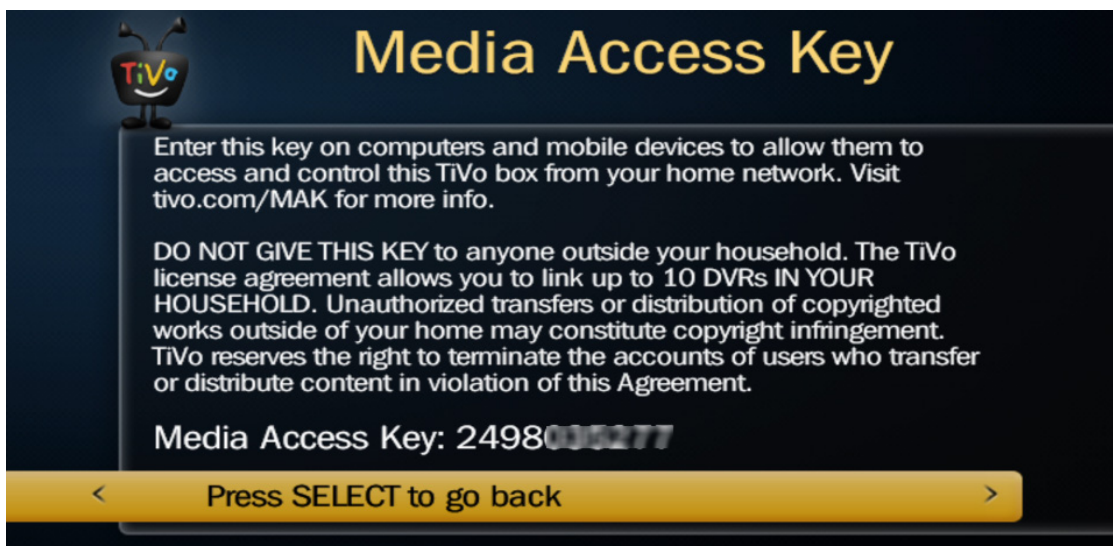 TiVo
Media Access Key
Enter this key on computers and mobile devices to allow them to
access and control this TiVo box from your home network. Visit
tivo.com/MAK for more info.
DO NOT GIVE THIS KEY to anyone outside your household. The TiVo
license agreement allows you to link up to 10 DVRs IN YOUR
HOUSEHOLD. Unauthorized transfers or distribution of copyrighted
works outside of your home may constitute copyright infringement.
TiVo reserves the right to terminate the accounts of users who transfer
or distribute content in violation of this Agreement.
Media Access Key: 2498
< Press SELECT to go back >